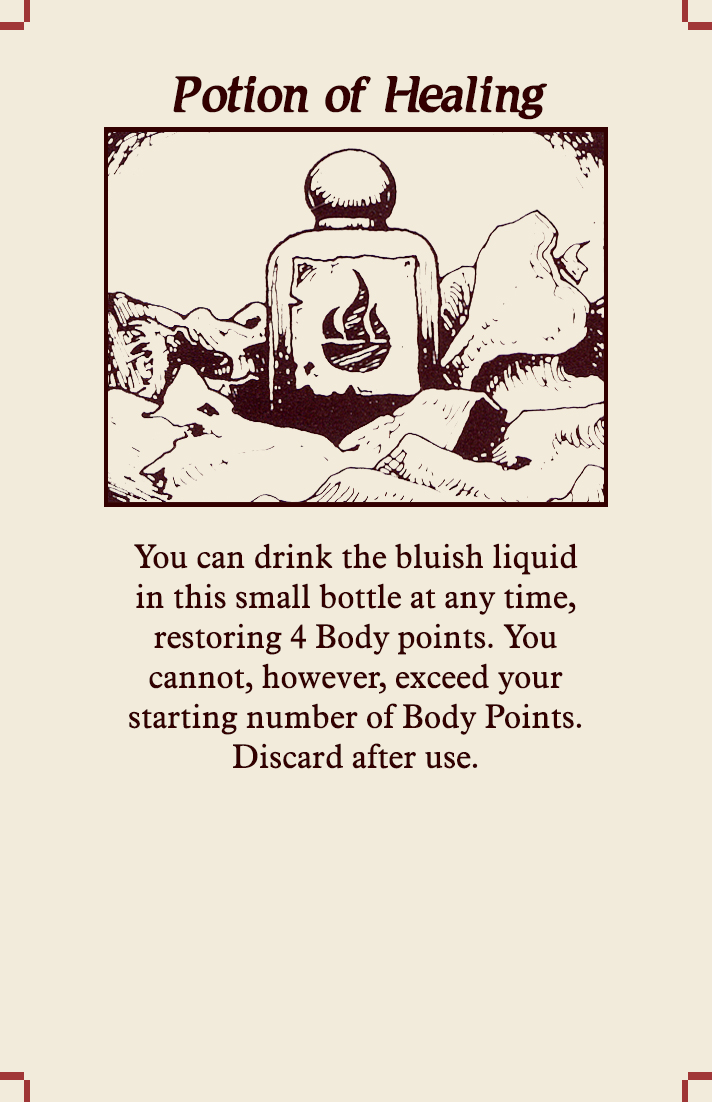 Potion of Healing
You can drink the bluish liquid
in this small bottle at any time,
restoring 4 Body points. You
cannot, however, exceed your
starting number of Body Points.
Discard after use.